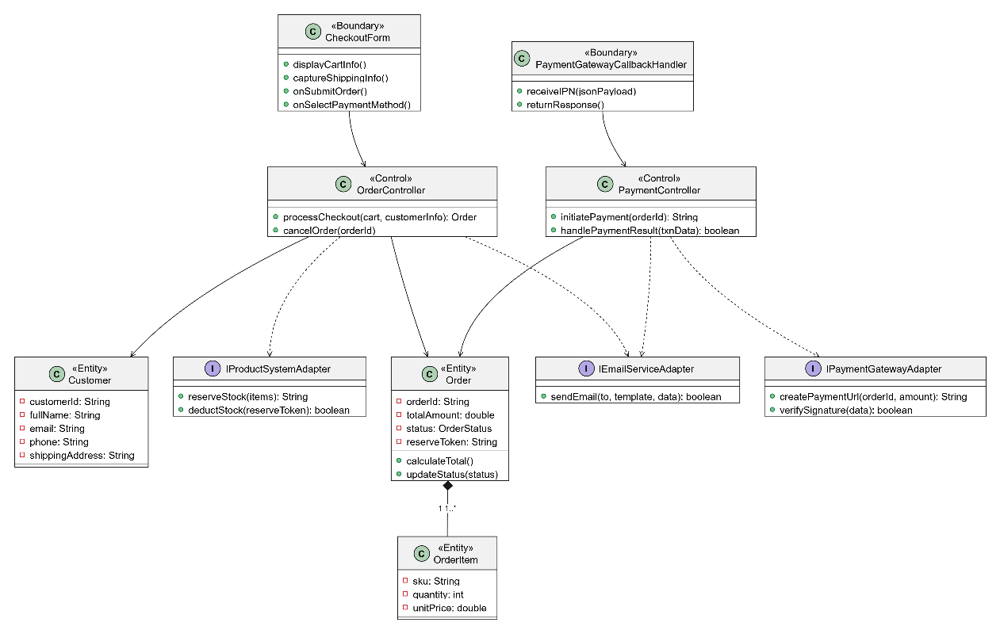 «Boundary»
CheckoutForm
displayCartInfo()
captureShippingInfo()
onSubmitOrder()
onSelectPaymentMethod()
«Boundary»
PaymentGatewayCallbackHandler
receiveIPN(jsonPayload)
returnResponse()
«Control»
OrderController
processCheckout(cart, customerInfo): Order
cancelOrder(orderId)
«Control»
PaymentController
initiatePayment(orderId): String
handlePaymentResult(txnData): boolean
«Entity»
Customer
customerId: String
fullName: String
email: String
phone: String
shippingAddress: String
IProductSystemAdapter
reserveStock(items): String
deductStock(reserveToken): boolean
«Entity»
Order
orderId: String
totalAmount: double
status: OrderStatus
reserveToken: String
calculateTotal()
updateStatus(status)
IEmailServiceAdapter
sendEmail(to, template, data): boolean
IPaymentGatewayAdapter
createPaymentUrl(orderId, amount): String
verifySignature(data): boolean
1 1..*
«Entity»
OrderItem
sku: String
quantity: int
unitPrice: double